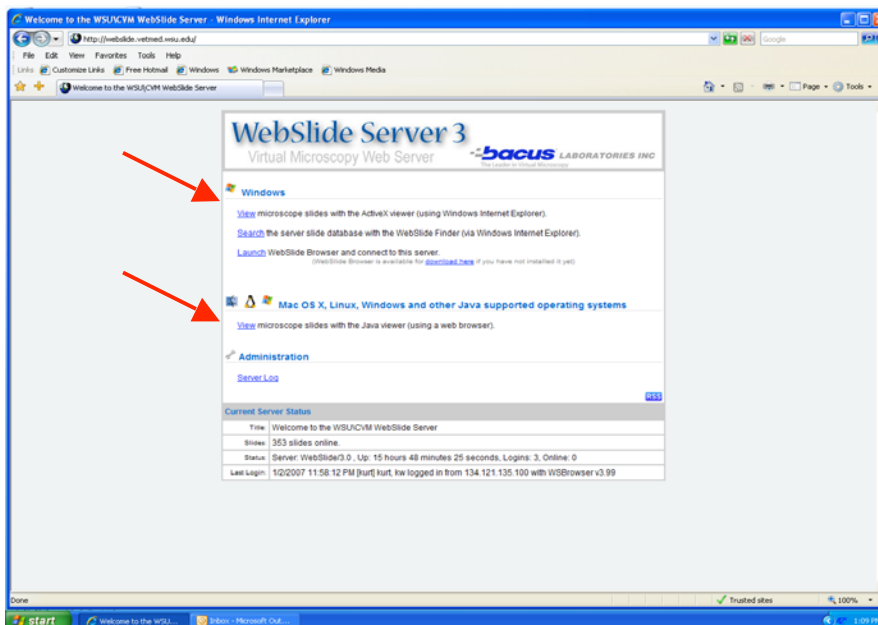 Welcome to the WSU\CVM WebSlide Server - Windows Internet Explorer
http://webslide.vetmed.wsu.edu/
Google
File Edit View Favorites Tools Help
Links Customize Links Free Hotmail Windows Windows Marketplace Windows Media
Welcome to the WSU\CVM WebSlide Server
Page Tools
WebSlide Server 3
Virtual Microscopy Web Server
bacus LABORATORIES INC
The Leader in Virtual Microscopy
Windows
View microscope slides with the ActiveX viewer (using Windows Internet Explorer).
Search the server slide database with the WebSlide Finder (via Windows Internet Explorer).
Launch WebSlide Browser and connect to this server.
(WebSlide Browser is available for download here if you have not installed it yet)
Mac OS X, Linux, Windows and other Java supported operating systems
View microscope slides with the Java viewer (using a web browser).
Administration
Server Log
RSS
Current Server Status
Title: Welcome to the WSU\CVM WebSlide Server
Slides: 353 slides online.
Status: Server: WebSlide/3.0 , Up: 15 hours 48 minutes 25 seconds, Logins: 3, Online: 0
Last Login: 1/2/2007 11:58:12 PM [kurt] kurt, kw logged in from 134.121.135.100 with WSBrowser v3.99
Done
Trusted sites
100%
start
Welcome to the WSU...
Inbox - Microsoft Out...
1:09 PM